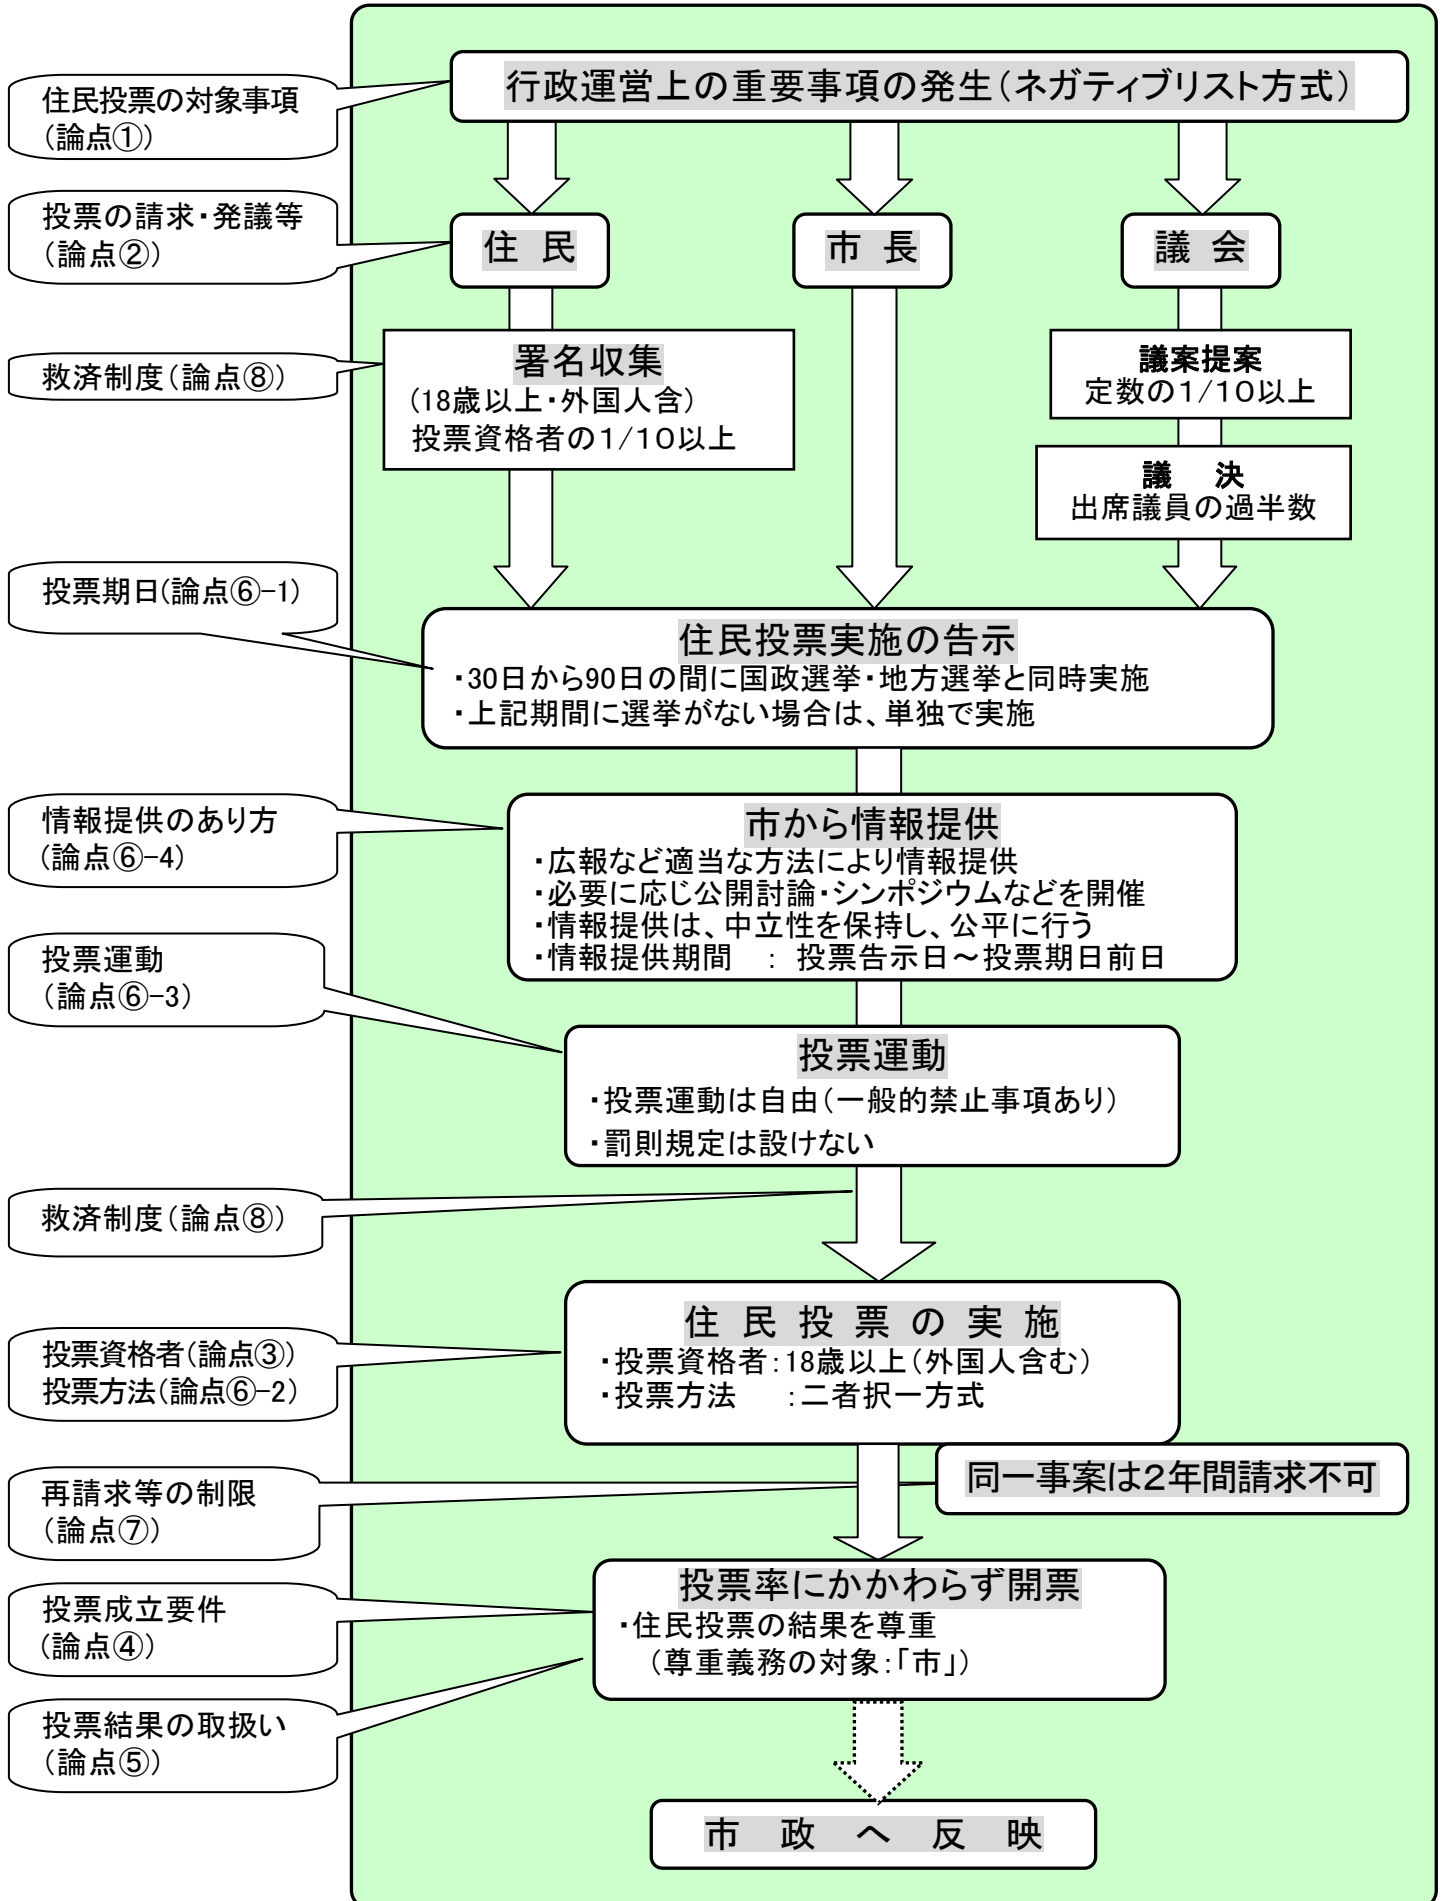 行政運営上の重要事項の発生（ネガティブリスト方式）
住民投票の対象事項
（論点①）
投票の請求・発議等
（論点②）
住 民
市 長
議 会
救済制度（論点⑧）
署名収集
（18歳以上・外国人含）
投票資格者の１/１０以上
議案提案
定数の１/１０以上
議 決
出席議員の過半数
投票期日（論点⑥-1）
住民投票実施の告示
・30日から90日の間に国政選挙・地方選挙と同時実施
・上記期間に選挙がない場合は、単独で実施
情報提供のあり方
（論点⑥-4）
市から情報提供
・広報など適当な方法により情報提供
・必要に応じ公開討論・シンポジウムなどを開催
・情報提供は、中立性を保持し、公平に行う
・情報提供期間 ： 投票告示日～投票期日前日
投票運動
（論点⑥-3）
投票運動
・投票運動は自由（一般的禁止事項あり）
・罰則規定は設けない
救済制度（論点⑧）
住 民 投 票 の 実 施
・投票資格者：18歳以上（外国人含む）
・投票方法 ：二者択一方式
投票資格者（論点③）
投票方法（論点⑥-2）
同一事案は２年間請求不可
再請求等の制限
（論点⑦）
投票率にかかわらず開票
・住民投票の結果を尊重
（尊重義務の対象：「市」）
投票成立要件
（論点④）
投票結果の取扱い
（論点⑤）
市 政 へ 反 映